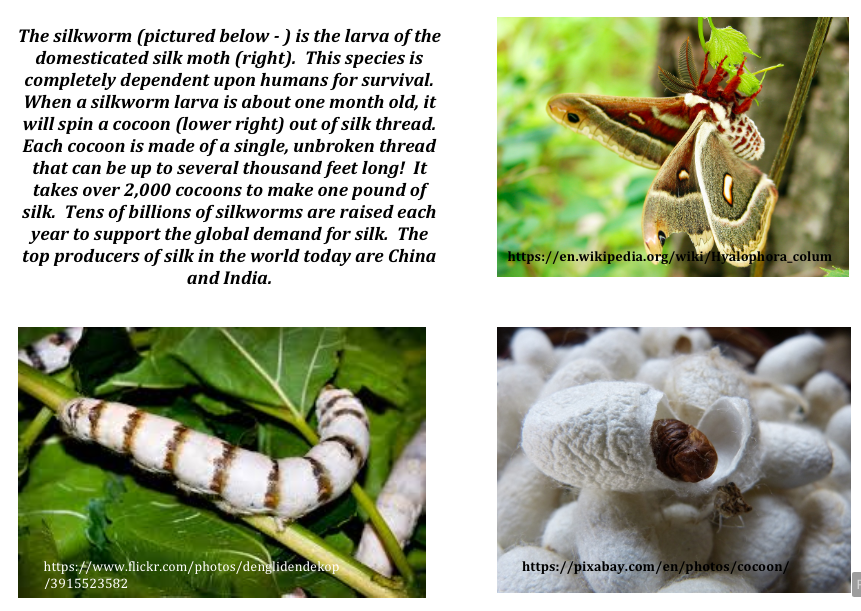 The silkworm (pictured below - ) is the larva of the
domesticated silk moth (right).  This species is
completely dependent upon humans for survival.
When a silkworm larva is about one month old, it
will spin a cocoon (lower right) out of silk thread.
Each cocoon is made of a single, unbroken thread
that can be up to several thousand feet long!  It
takes over 2,000 cocoons to make one pound of
silk.  Tens of billions of silkworms are raised each
year to support the global demand for silk.  The
top producers of silk in the world today are China
and India.
https://en.wikipedia.org/wiki/Hyalophora_colum
https://www.flickr.com/photos/denglidendekop
/3915523582
https://pixabay.com/en/photos/cocoon/